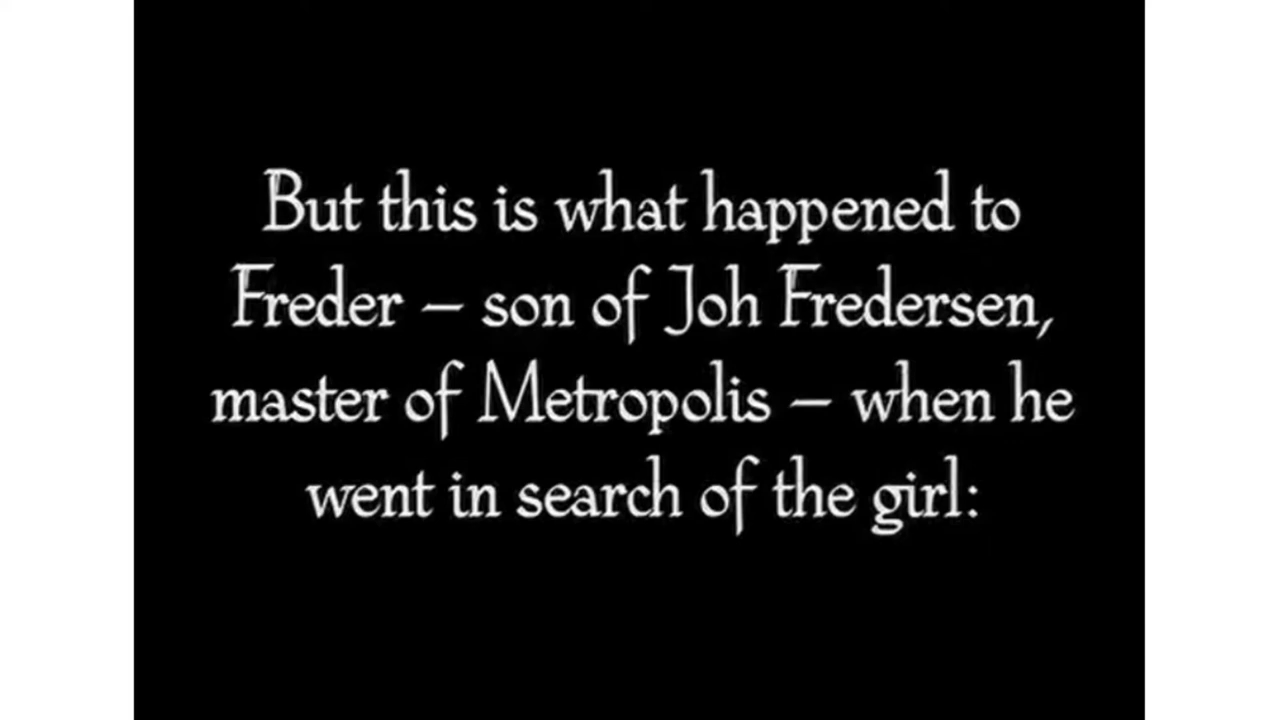 But this is what happened to
Freder – son of Joh Fredersen,
master of Metropolis – when he
went in search of the girl: